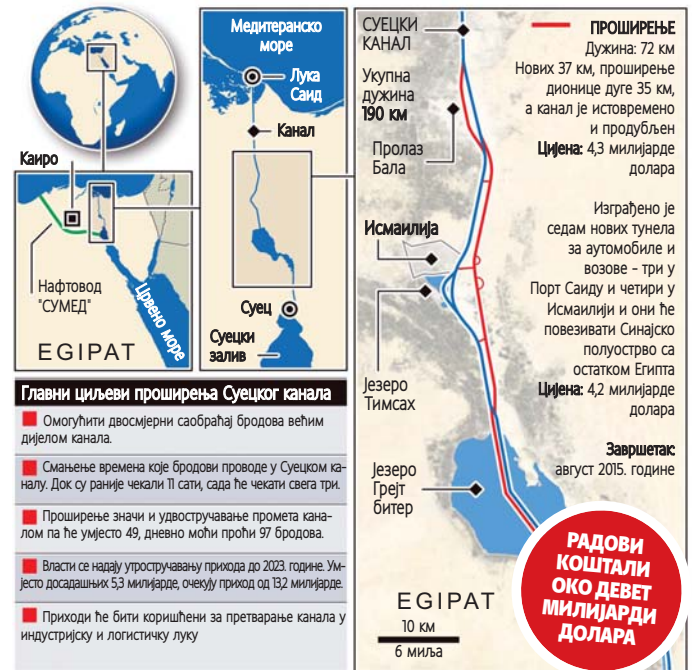 Каиро
Нафтовод
"СУМЕД"
Црвено море
EGIPAT
Медитеранско
море
Лука
Саид
Канал
Суец
Суецки
залив
СУЕЦКИ
КАНАЛ
Укупна
дужина
190 км
Пролаз
Бала
Исмаилија
Језеро
Тимсах
Језеро
Грејт
битер
EGIPAT
10 км
6 миља
ПРОШИРЕЊЕ
Дужина: 72 км
Нових 37 км, проширење
дионице дуге 35 км,
а канал је истовремено
и продубљен
Цијена: 4,3 милијарде
долара
Изграђено је
седам нових тунела
за аутомобиле и
возове - три у
Порт Саиду и четири у
Исмаилији и они ће
повезивати Синајско
полуострво са
остатком Египта
Цијена: 4,2 милијарде
долара
Завршетак:
август 2015. године
РАДОВИ
КОШТАЛИ
ОКО ДЕВЕТ
МИЛИЈАРДИ
ДОЛАРА
Главни циљеви проширења Суецког канала
Омогућити двосмјерни саобраћај бродова већим
дијелом канала.
Смањење времена које бродови проводе у Суецком ка-
налу. Док су раније чекали 11 сати, сада ће чекати свега три.
Проширење значи и удвостручавање промета кана-
лом па ће умјесто 49, дневно моћи проћи 97 бродова.
Власти се надају утростручавању прихода до 2023. године. Ум-
јесто досадашњих 5,3 милијарде, очекују приход од 13,2 милијарде.
Приходи ће бити коришћени за претварање канала у
индустријску и логистичку луку